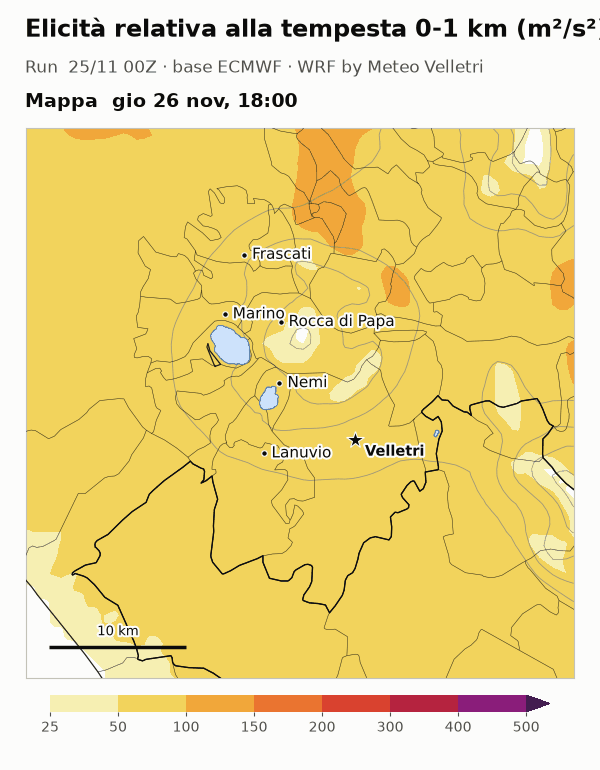 Elicità relativa alla tempesta 0-1 km (m²/s²)
Run  25/11 00Z · base ECMWF · WRF by Meteo Velletri
Mappa  gio 26 nov, 18:00
Frascati
Marino
Rocca di Papa
Nemi
Velletri
Lanuvio
10 km
25 50 100 150 200 300 400 500